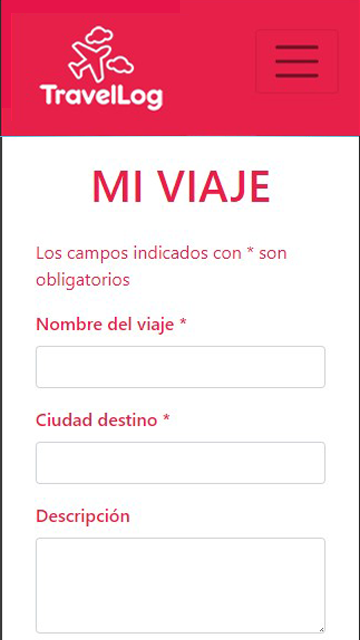 TravelLog
MI VIAJE
Los campos indicados con * son
obligatorios
Nombre del viaje *
Ciudad destino *
Descripción